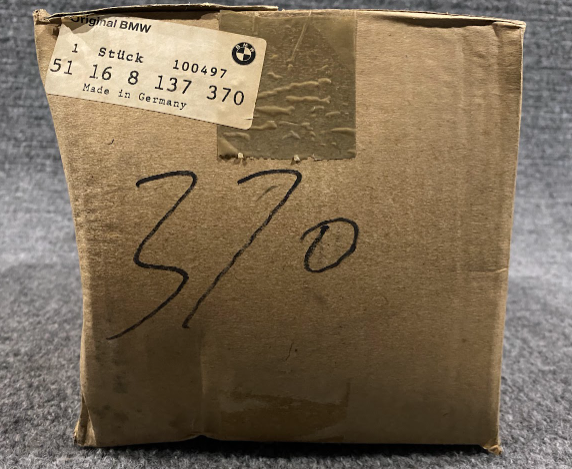 Original BMW
1 Stück 100497
51 16 8 137 370
Made in Germany
370